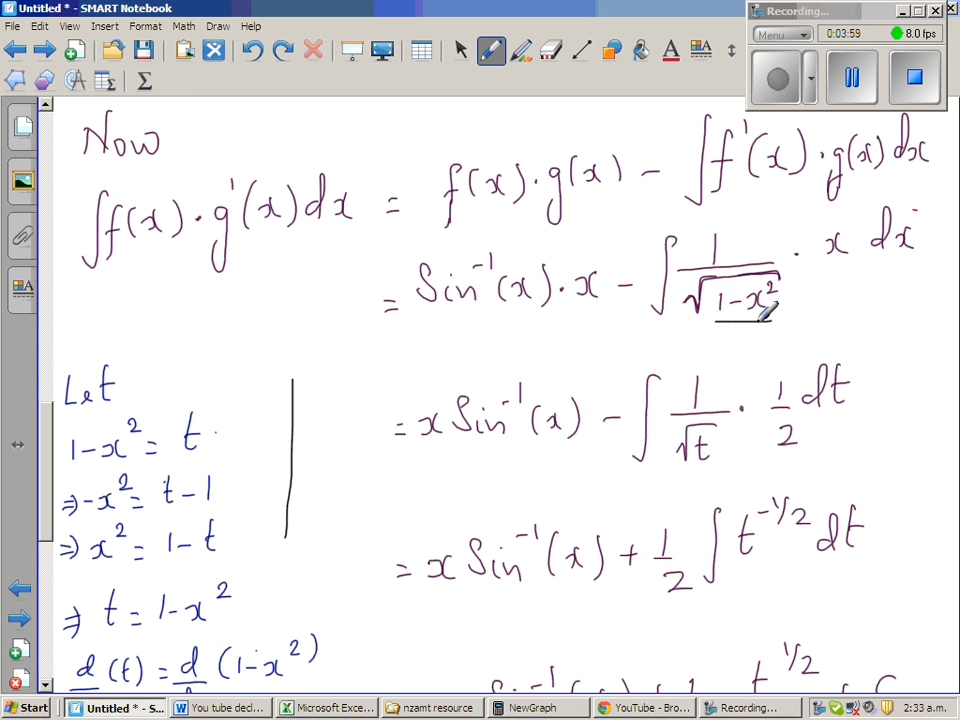 Untitled * - SMART Notebook
File Edit View Insert Format Math Draw Help
Recording...
Menu 0:03:59 8.0 fps
Now
∫f(x)·g'(x)dx = f(x)·g(x) - ∫f'(x)·g(x)dx
= Sin⁻¹(x)·x - ∫ 1/√(1-x²) · x dx
Let
1-x² = t
⇒ -x² = t-1
⇒ x² = 1-t
⇒ t = 1-x²
d (t) = d (1-x²)
= x Sin⁻¹(x) - ∫ 1/√t · 1/2 dt
= x Sin⁻¹(x) + 1/2 ∫ t^(-1/2) dt
t^(1/2)
Start Untitled * - S... You tube decl... Microsoft Exce... nzamt resource NewGraph YouTube - Bro... Recording... 2:33 a.m.